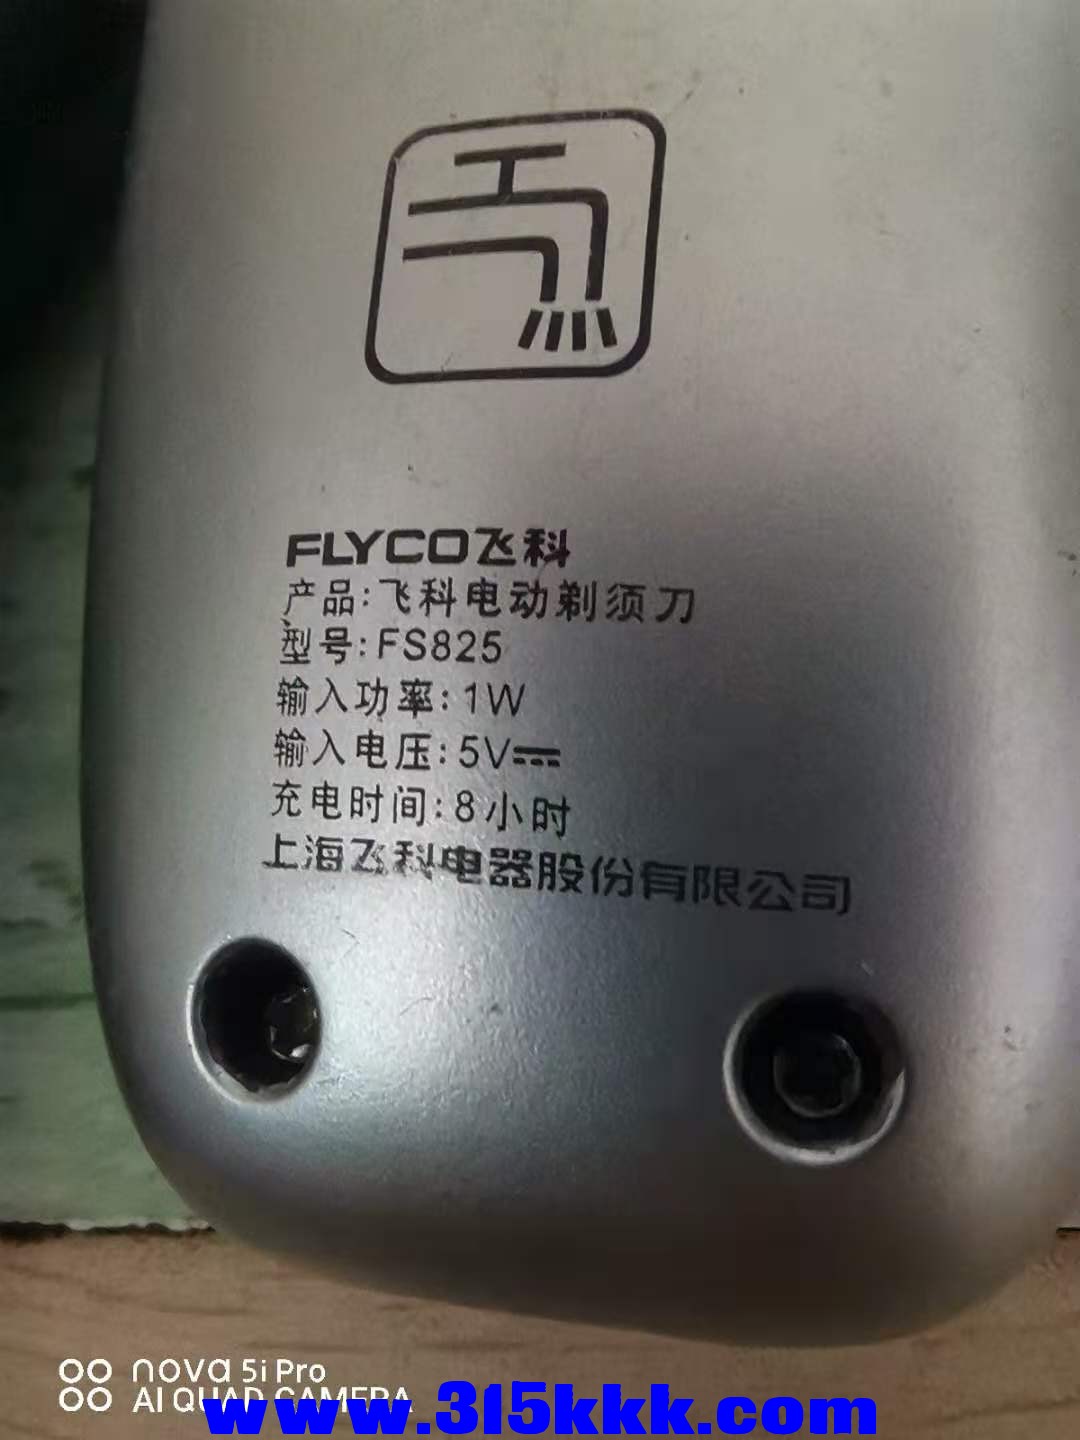 FLYCO飞科
产品:飞科电动剃须刀
型号:FS825
输入功率:1W
输入电压:5V
充电时间:8小时
上海飞科电器股份有限公司
nova 5i Pro
AI QUAD CAMERA
www.315kkk.com